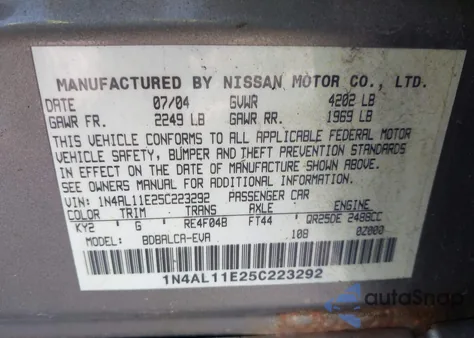 MANUFACTURED BY NISSAN MOTOR CO., LTD.
DATE 07/04 GVWR 4202 LB
GAWR FR. 2249 LB GAWR RR. 1969 LB
THIS VEHICLE CONFORMS TO ALL APPLICABLE FEDERAL MOTOR
VEHICLE SAFETY, BUMPER AND THEFT PREVENTION STANDARDS
IN EFFECT ON THE DATE OF MANUFACTURE SHOWN ABOVE.
SEE OWNERS MANUAL FOR ADDITIONAL INFORMATION.
VIN: 1N4AL11E25C223292 PASSENGER CAR
COLOR TRIM TRANS AXLE ENGINE
KY2 G RE4F04B FT44 QR25DE 2488CC
MODEL: BDBALCA-EVA 108 0Z000
1N4AL11E25C223292
autoSnap